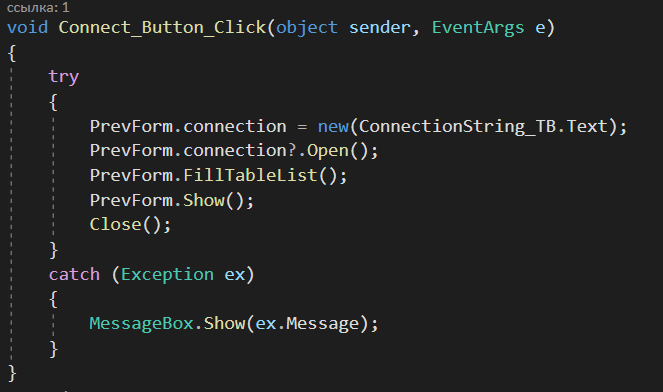 ссылка: 1
void Connect_Button_Click(object sender, EventArgs e)
{
    try
    {
        PrevForm.connection = new(ConnectionString_TB.Text);
        PrevForm.connection?.Open();
        PrevForm.FillTableList();
        PrevForm.Show();
        Close();
    }
    catch (Exception ex)
    {
        MessageBox.Show(ex.Message);
    }
}